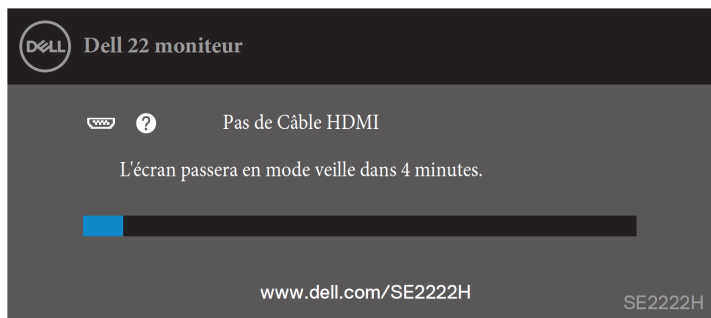 DELL
Dell 22 moniteur
? Pas de Câble HDMI
L'écran passera en mode veille dans 4 minutes.
www.dell.com/SE2222H
SE2222H